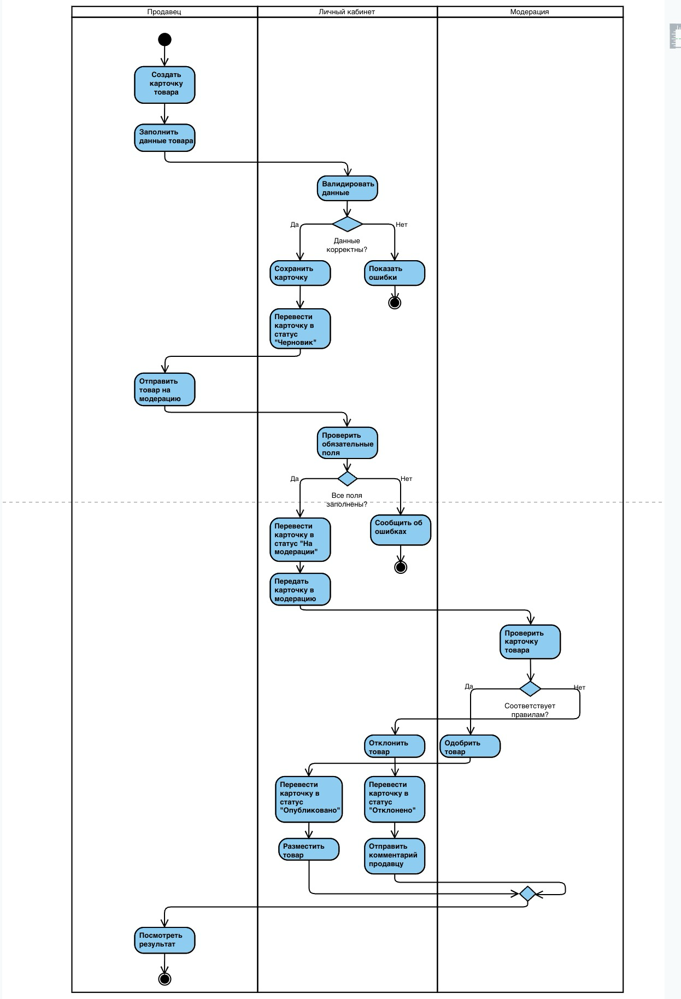 Продавец
Личный кабинет
Модерация
Создать
карточку
товара
Заполнить
данные товара
Валидировать
данные
Да
Нет
Данные
корректны?
Сохранить
карточку
Показать
ошибки
Перевести
карточку в
статус
"Черновик"
Отправить
товар на
модерацию
Проверить
обязательные
поля
Да
Нет
Все поля
заполнены?
Перевести
карточку в
статус "На
модерации"
Сообщить об
ошибках
Передать
карточку в
модерацию
Проверить
карточку
товара
Да
Нет
Соответствует
правилам?
Отклонить
товар
Одобрить
товар
Перевести
карточку в
статус
"Опубликовано"
Перевести
карточку в
статус
"Отклонено"
Разместить
товар
Отправить
комментарий
продавцу
Посмотреть
результат